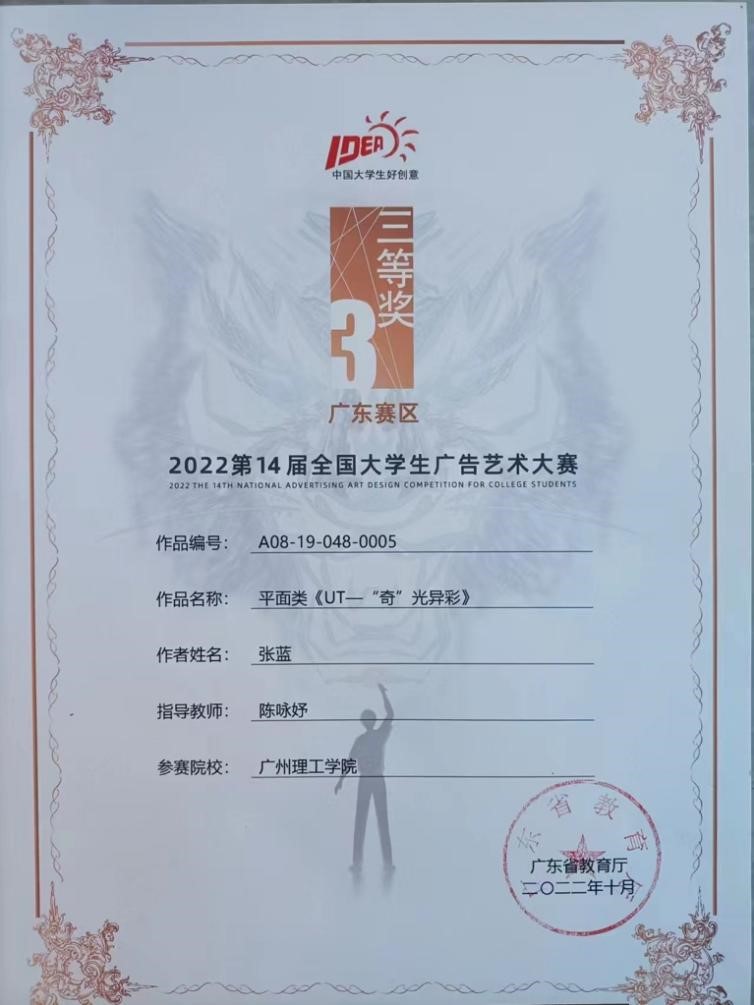 IDEA
中国大学生好创意
三等奖
3
广东赛区
2022第14届全国大学生广告艺术大赛
2022 THE 14TH NATIONAL ADVERTISING ART DESIGN COMPETITION FOR COLLEGE STUDENTS
作品编号: A08-19-048-0005
作品名称: 平面类《UT—“奇”光异彩》
作者姓名: 张蓝
指导教师: 陈咏妤
参赛院校: 广州理工学院
广东省教育厅
广东省教育厅
二〇二二年十月